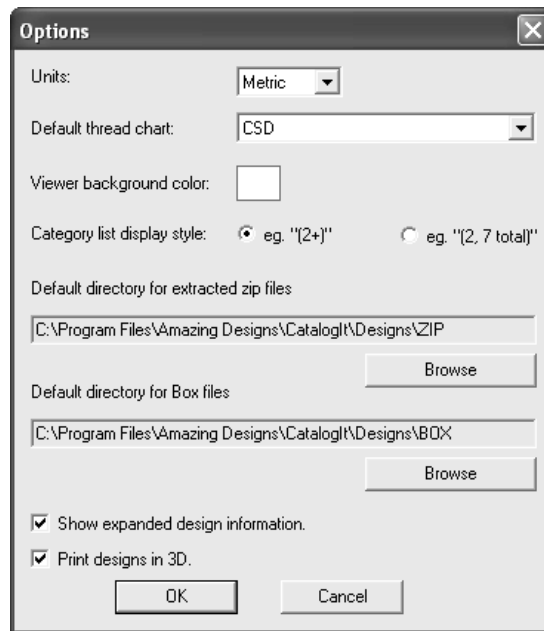 Options
Units: Metric
Default thread chart: CSD
Viewer background color:
Category list display style: eg. "(2+)" eg. "(2, 7 total)"
Default directory for extracted zip files
C:\Program Files\Amazing Designs\CatalogIt\Designs\ZIP
Browse
Default directory for Box files
C:\Program Files\Amazing Designs\CatalogIt\Designs\BOX
Browse
Show expanded design information.
Print designs in 3D.
OK Cancel